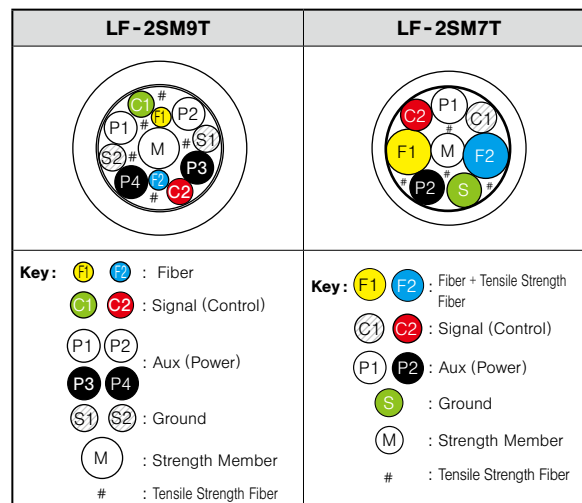 LF-2SM9T
LF-2SM7T
C1 # F1 P2
P1 # # S1
M
S2 # P3
P4 F2 C2
#
P1
C2 C1
#
F1 M F2
# #
P2 S #
Key: F1 F2 : Fiber
C1 C2 : Signal (Control)
P1 P2
: Aux (Power)
P3 P4
S1 S2 : Ground
M : Strength Member
# : Tensile Strength Fiber
Key: F1 F2 : Fiber + Tensile Strength
Fiber
C1 C2 : Signal (Control)
P1 P2 : Aux (Power)
S : Ground
M : Strength Member
# : Tensile Strength Fiber